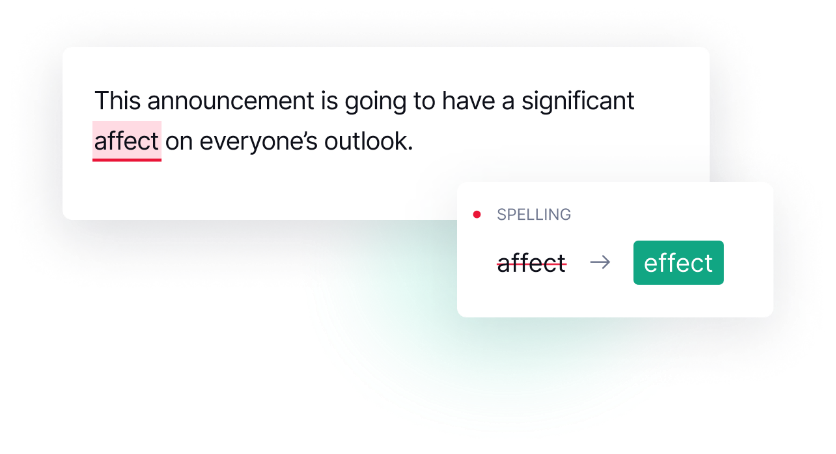 This announcement is going to have a significant
affect on everyone’s outlook.
SPELLING
affect → effect